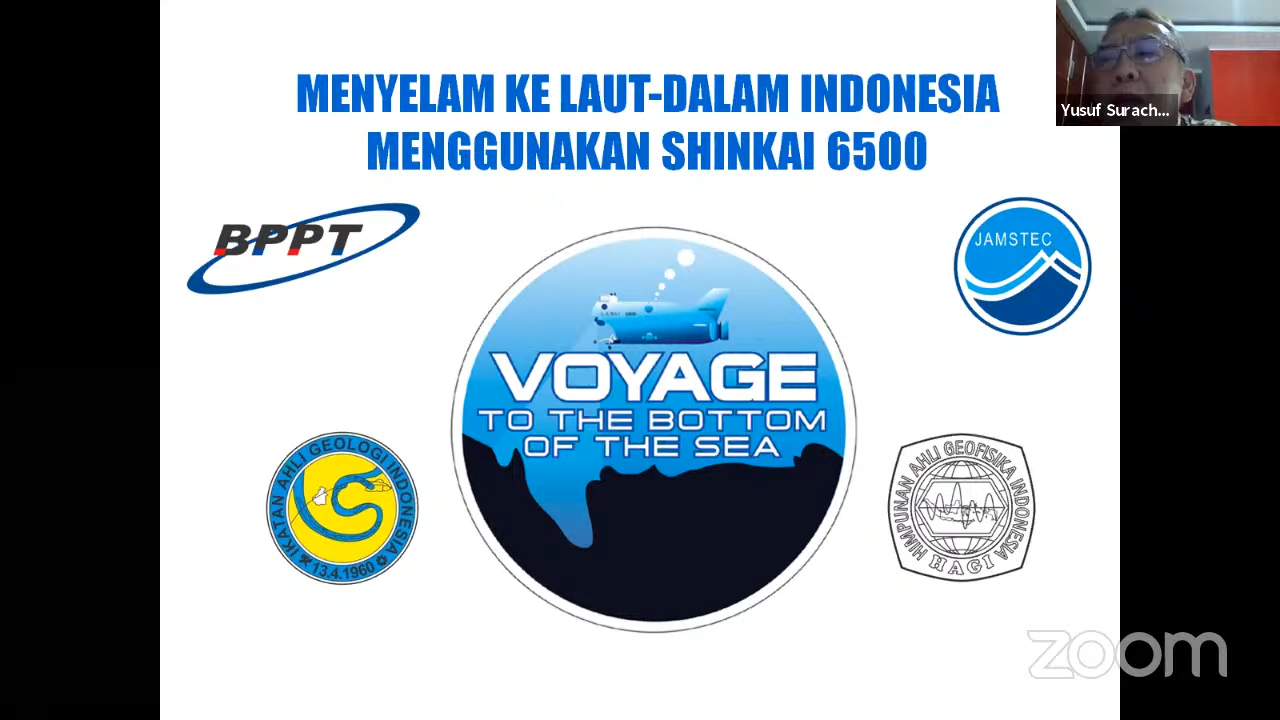 MENYELAM KE LAUT-DALAM INDONESIA
MENGGUNAKAN SHINKAI 6500
Yusuf Surach...
BPPT
JAMSTEC
VOYAGE
TO THE BOTTOM
OF THE SEA
IKATAN AHLI GEOLOGI INDONESIA
13.4.1960
HIMPUNAN AHLI GEOFISIKA INDONESIA
HAGI
zoom